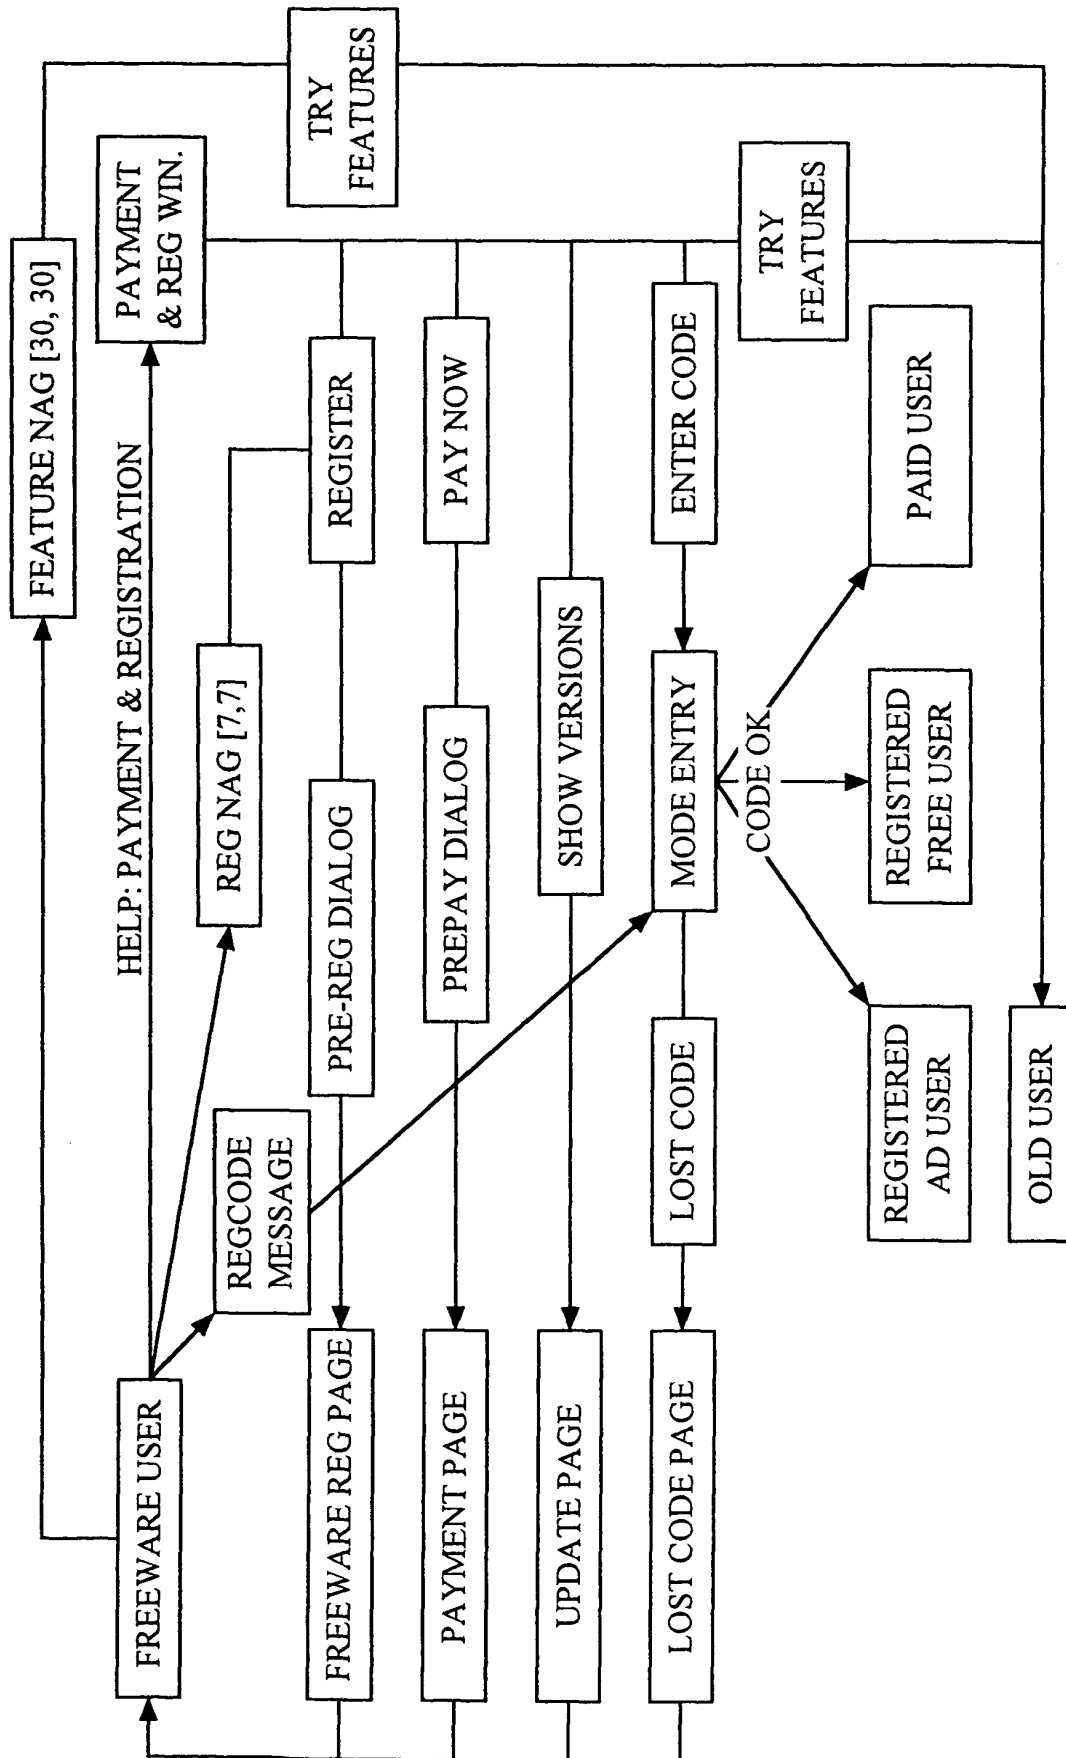 FEATURE NAG [30, 30]
TRY
FEATURES
FREEWARE USER
HELP: PAYMENT & REGISTRATION
PAYMENT
& REG WIN.
REG NAG [7,7]
REGCODE
MESSAGE
FREEWARE REG PAGE
PRE-REG DIALOG
REGISTER
PAYMENT PAGE
PREPAY DIALOG
PAY NOW
UPDATE PAGE
SHOW VERSIONS
LOST CODE PAGE
LOST CODE
MODE ENTRY
ENTER CODE
CODE OK
TRY
FEATURES
REGISTERED
AD USER
REGISTERED
FREE USER
PAID USER
OLD USER